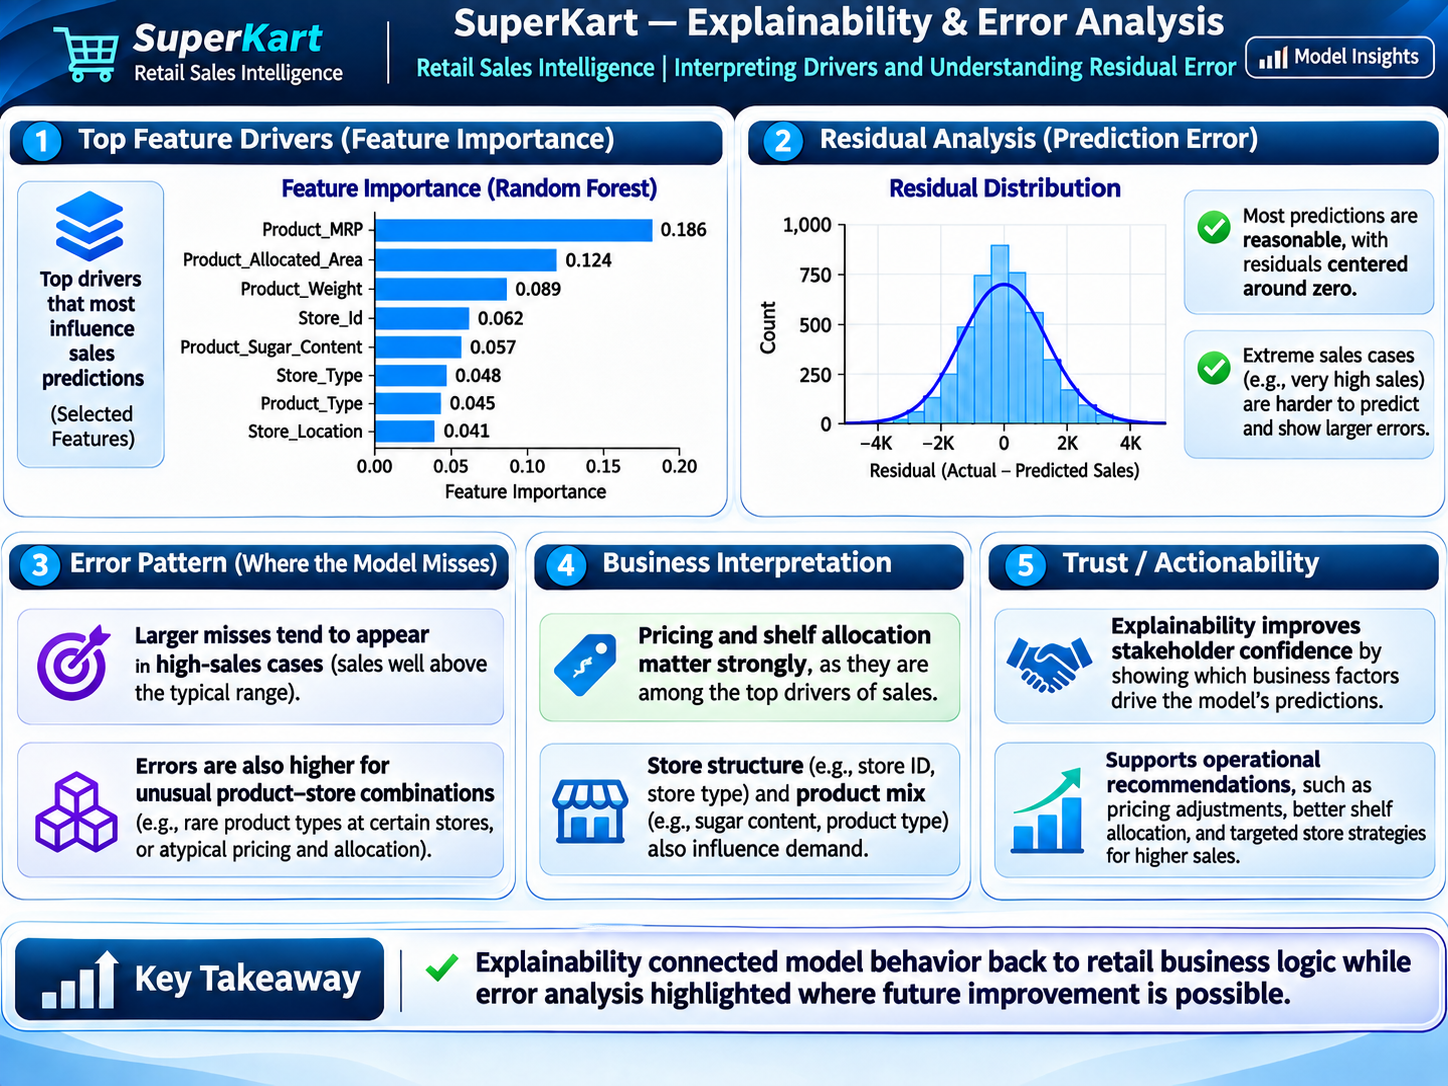 SuperKart
Retail Sales Intelligence
SuperKart — Explainability & Error Analysis
Retail Sales Intelligence | Interpreting Drivers and Understanding Residual Error
Model Insights
1 Top Feature Drivers (Feature Importance)
Top drivers
that most
influence
sales
predictions
(Selected
Features)
Feature Importance (Random Forest)
Product_MRP 0.186
Product_Allocated_Area 0.124
Product_Weight 0.089
Store_Id 0.062
Product_Sugar_Content 0.057
Store_Type 0.048
Product_Type 0.045
Store_Location 0.041
0.00 0.05 0.10 0.15 0.20
Feature Importance
2 Residual Analysis (Prediction Error)
Residual Distribution
Count
1,000
750
500
250
0
−4K −2K 0 2K 4K
Residual (Actual – Predicted Sales)
Most predictions are
reasonable, with
residuals centered
around zero.
Extreme sales cases
(e.g., very high sales)
are harder to predict
and show larger errors.
3 Error Pattern (Where the Model Misses)
Larger misses tend to appear
in high-sales cases (sales well above
the typical range).
Errors are also higher for
unusual product–store combinations
(e.g., rare product types at certain stores,
or atypical pricing and allocation).
4 Business Interpretation
$
Pricing and shelf allocation
matter strongly, as they are
among the top drivers of sales.
Store structure (e.g., store ID,
store type) and product mix
(e.g., sugar content, product type)
also influence demand.
5 Trust / Actionability
Explainability improves
stakeholder confidence by
showing which business factors
drive the model's predictions.
Supports operational
recommendations, such as
pricing adjustments, better shelf
allocation, and targeted store strategies
for higher sales.
Key Takeaway
Explainability connected model behavior back to retail business logic while
error analysis highlighted where future improvement is possible.